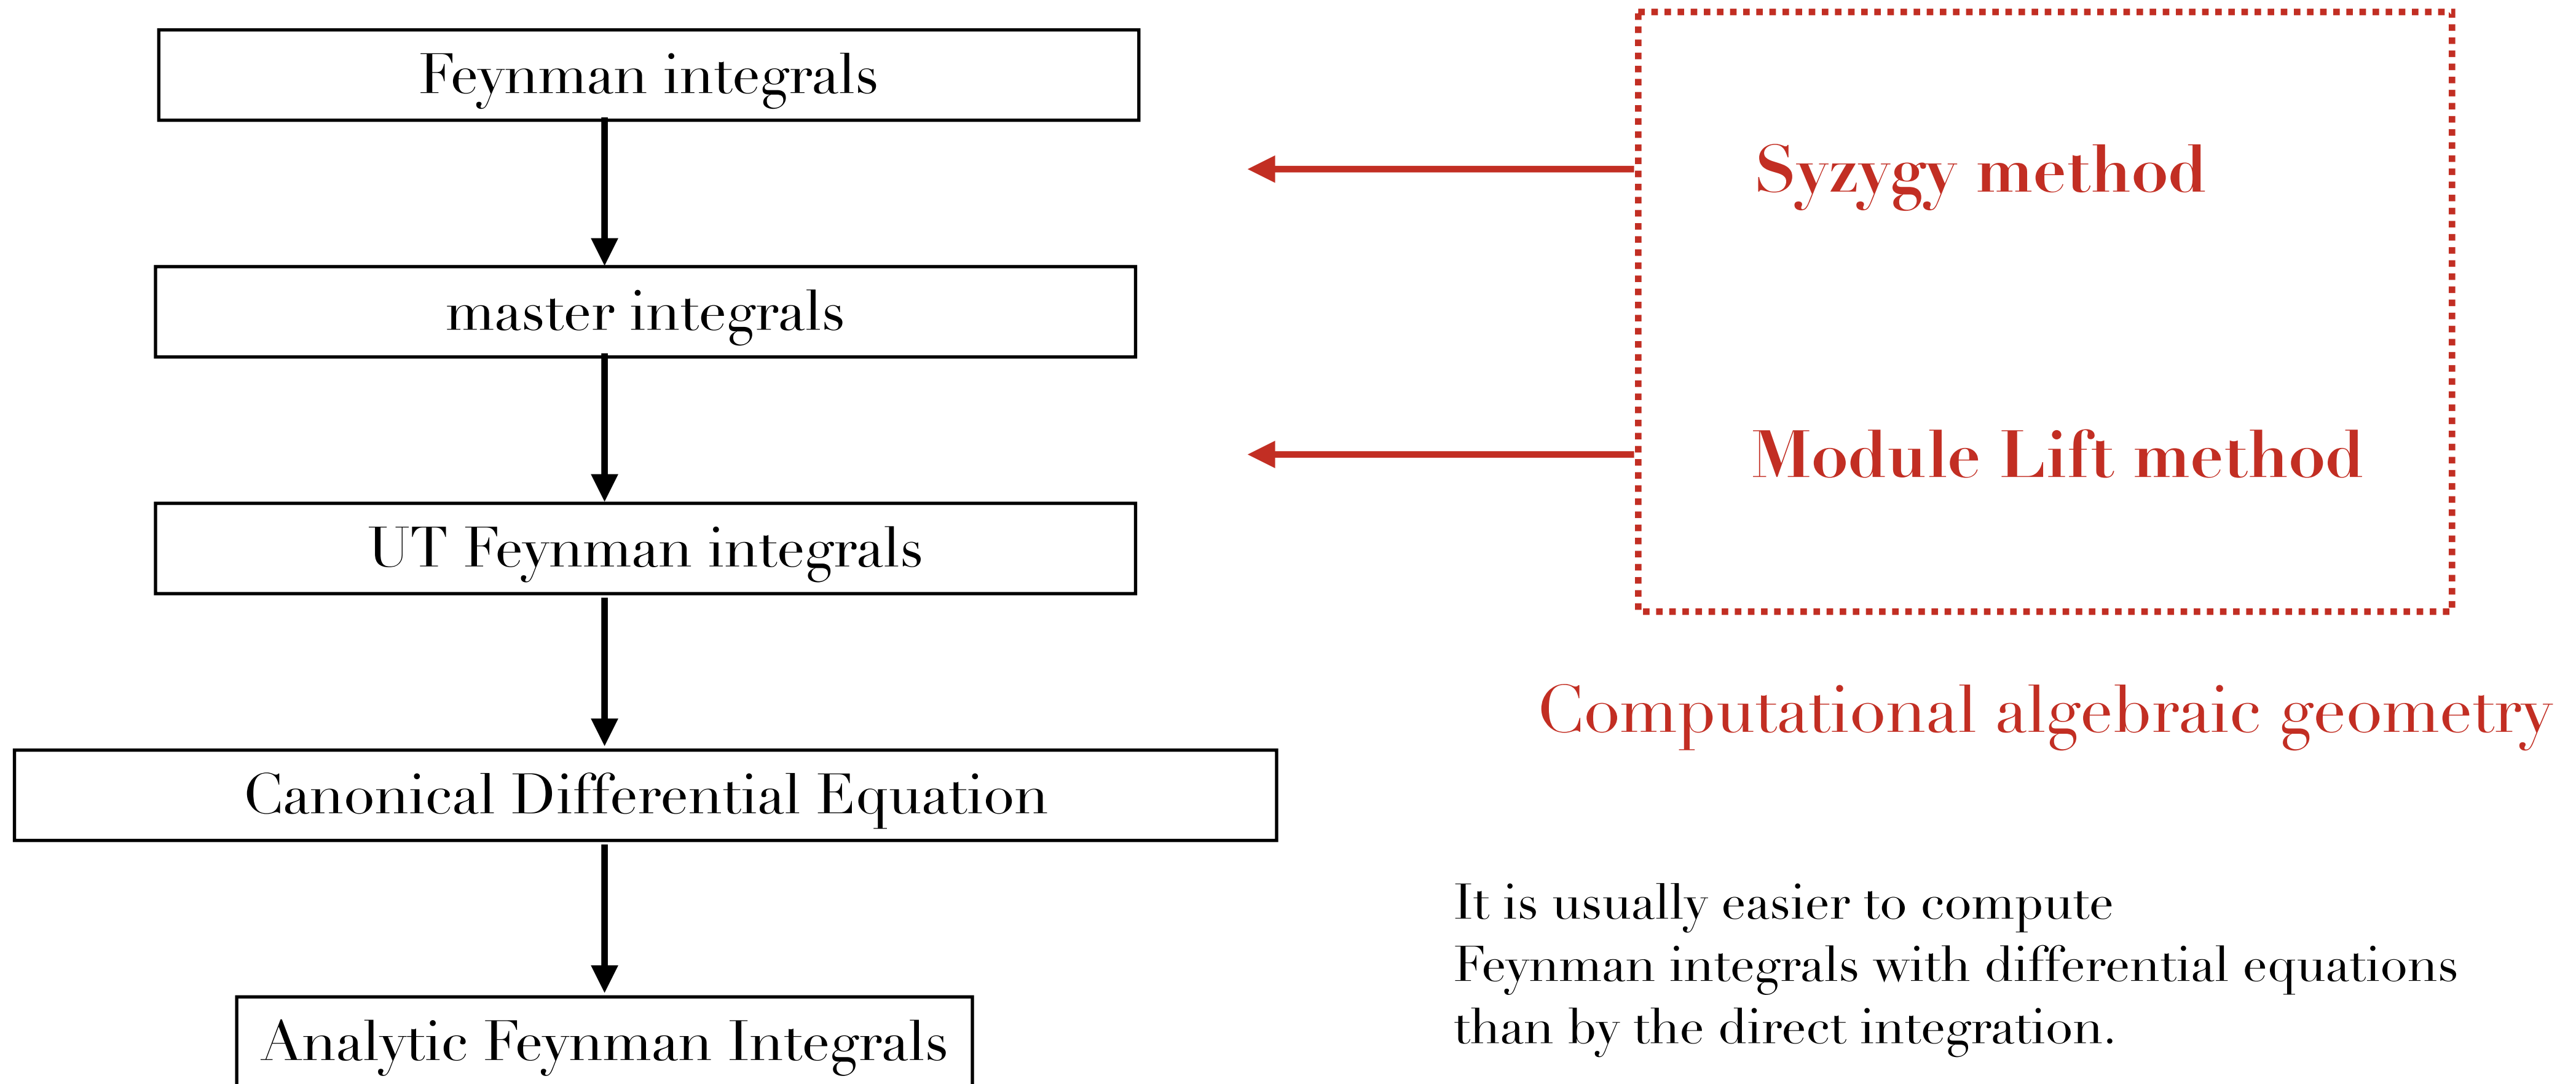 Feynman integrals
master integrals
UT Feynman integrals
Canonical Differential Equation
Analytic Feynman Integrals
Syzygy method
Module Lift method
Computational algebraic geometry
It is usually easier to compute
Feynman integrals with differential equations
than by the direct integration.